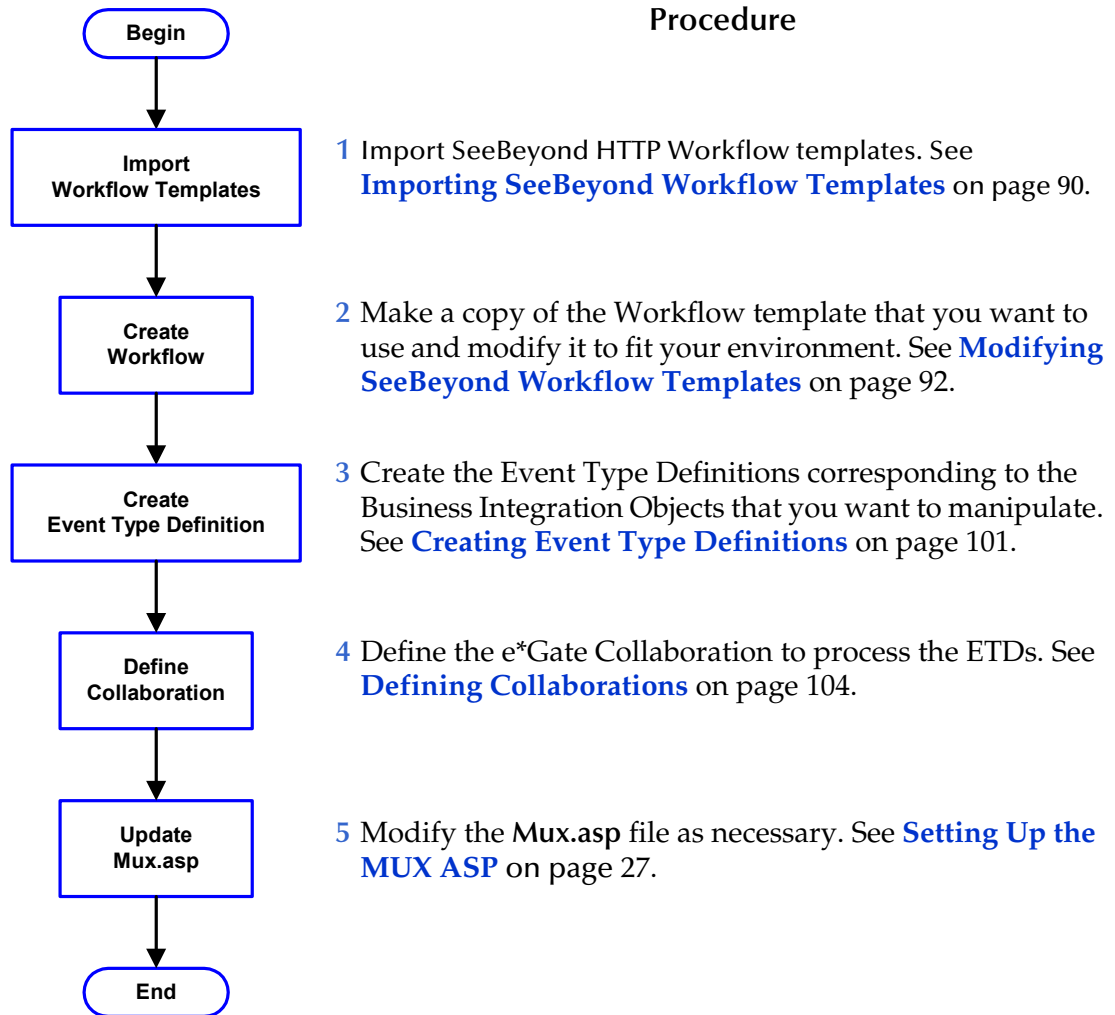 Procedure
Begin
Import
Workflow Templates
1 Import SeeBeyond HTTP Workflow templates. See
Importing SeeBeyond Workflow Templates on page 90.
Create
Workflow
2 Make a copy of the Workflow template that you want to
use and modify it to fit your environment. See Modifying
SeeBeyond Workflow Templates on page 92.
Create
Event Type Definition
3 Create the Event Type Definitions corresponding to the
Business Integration Objects that you want to manipulate.
See Creating Event Type Definitions on page 101.
Define
Collaboration
4 Define the e*Gate Collaboration to process the ETDs. See
Defining Collaborations on page 104.
Update
Mux.asp
5 Modify the Mux.asp file as necessary. See Setting Up the
MUX ASP on page 27.
End